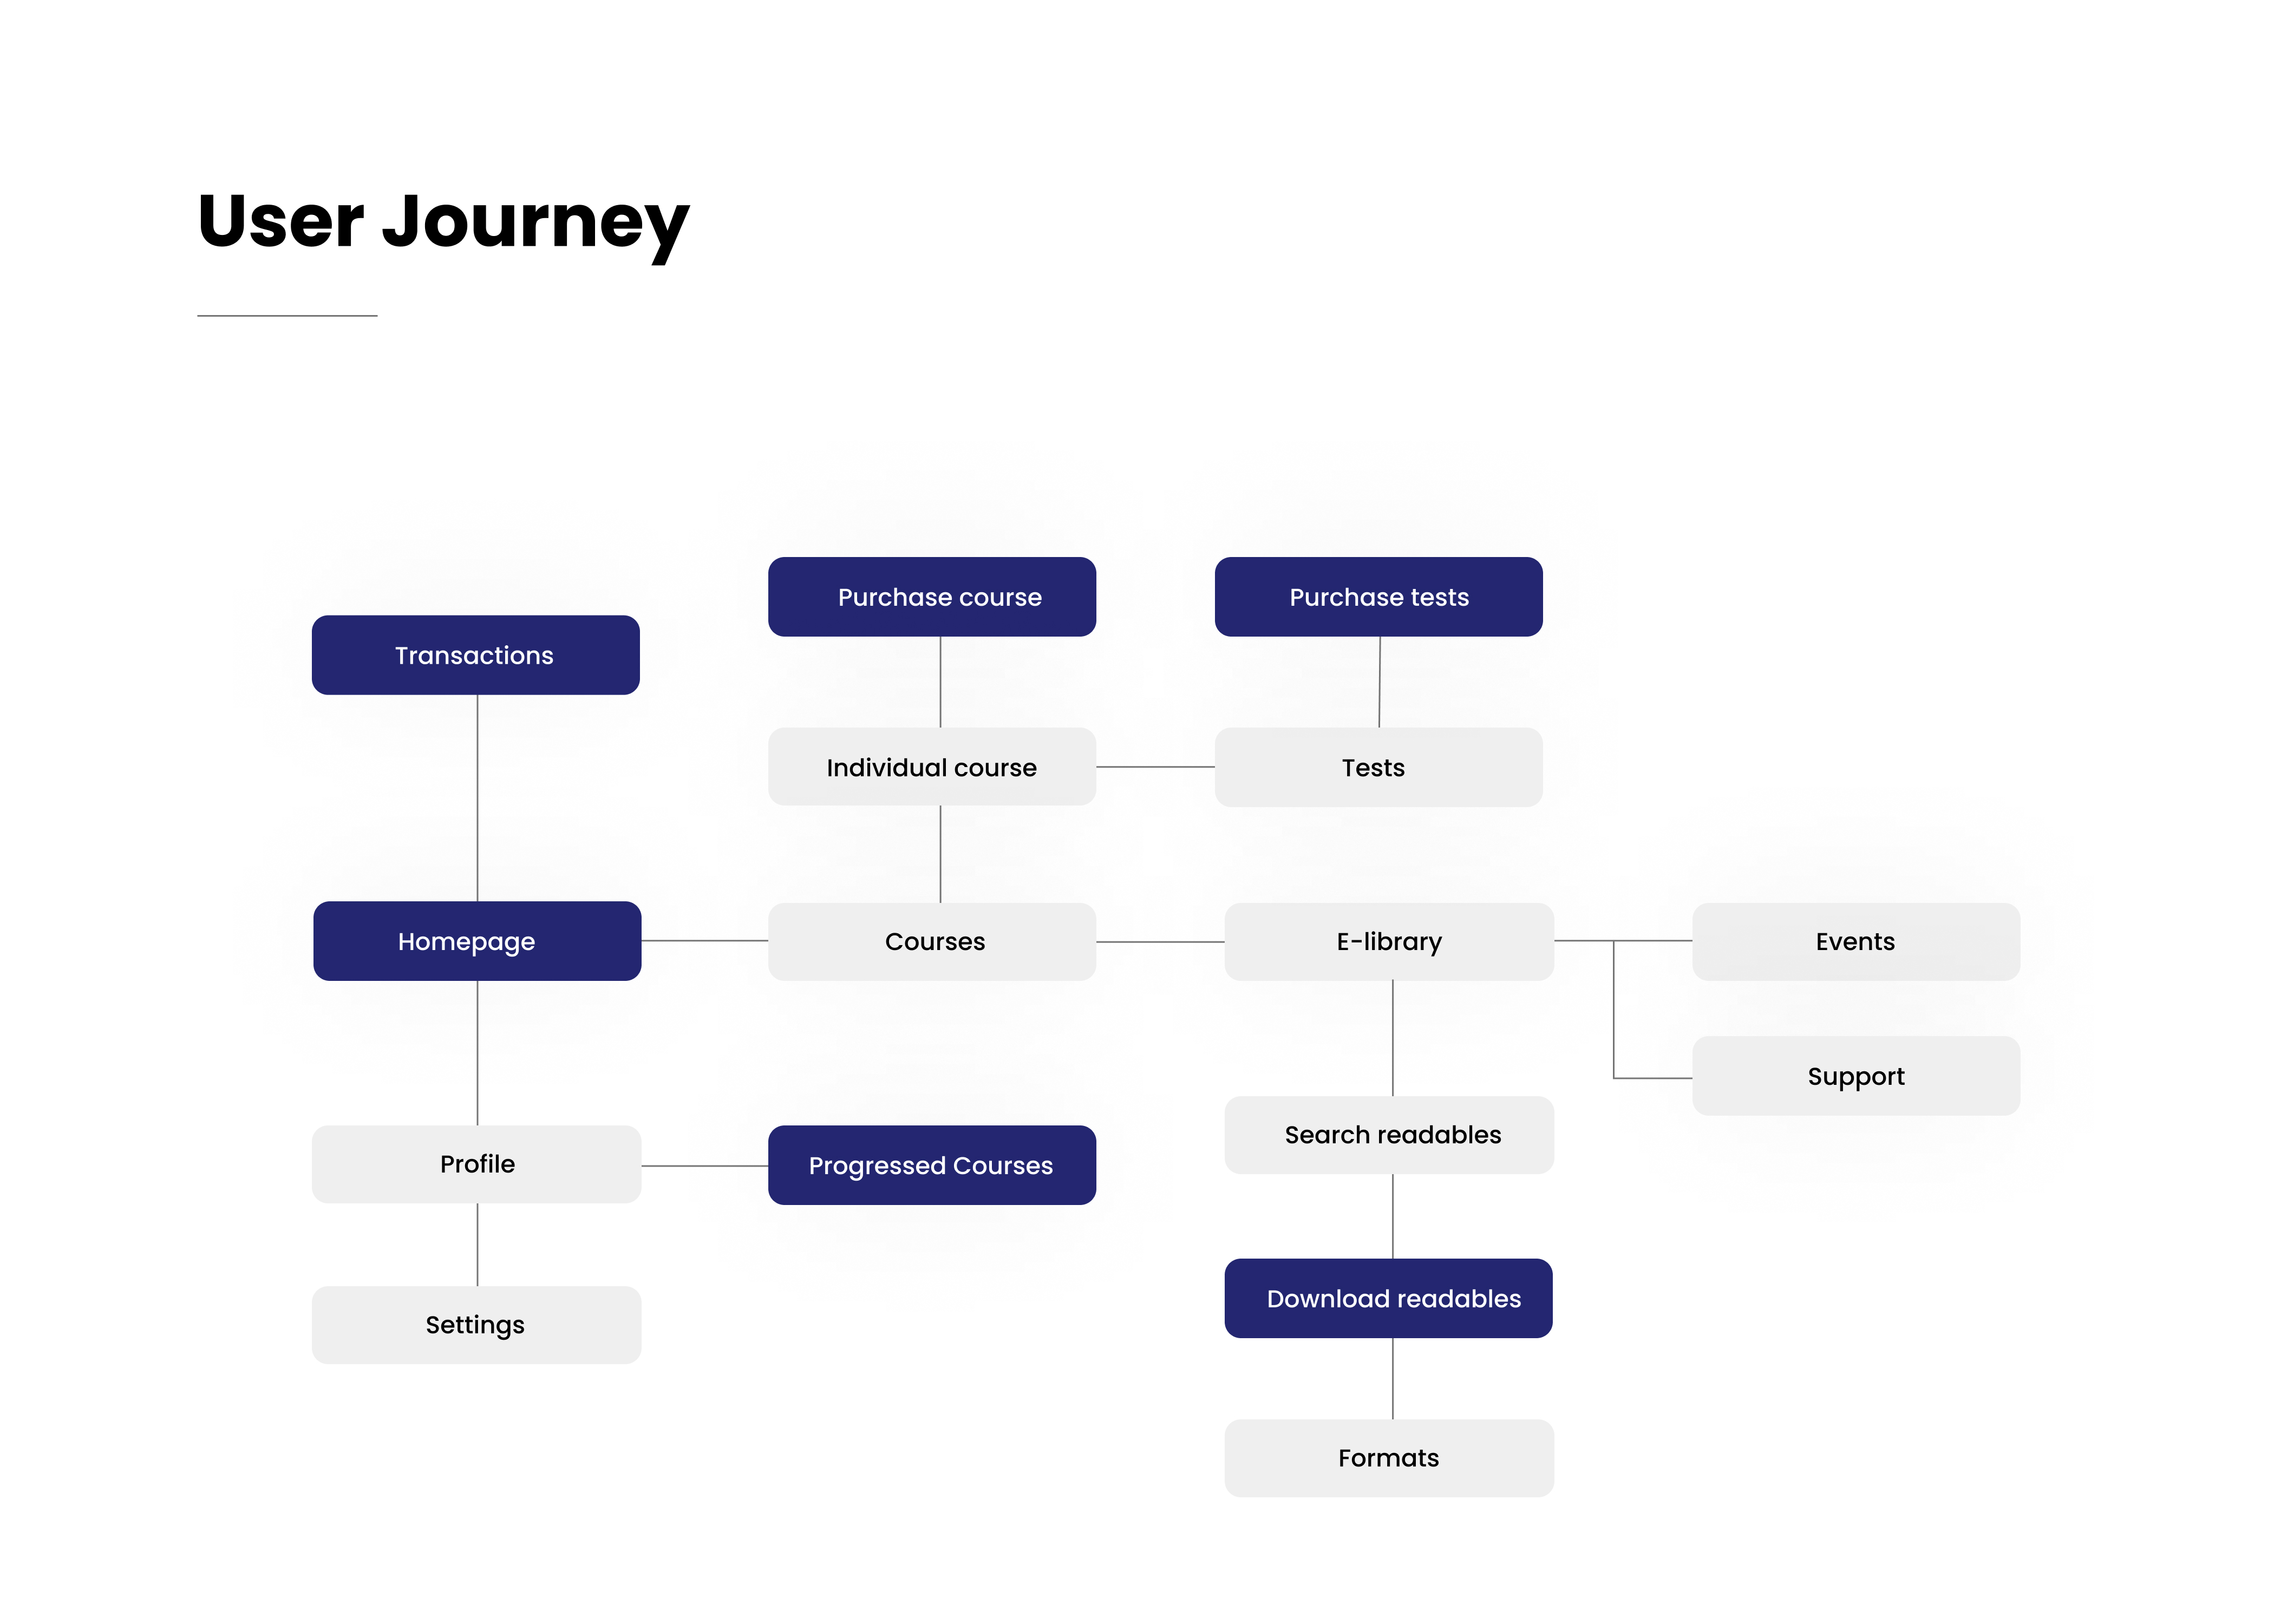 User Journey
Purchase course
Purchase tests
Transactions
Individual course
Tests
Homepage
Courses
E-library
Events
Support
Search readables
Profile
Progressed Courses
Download readables
Settings
Formats